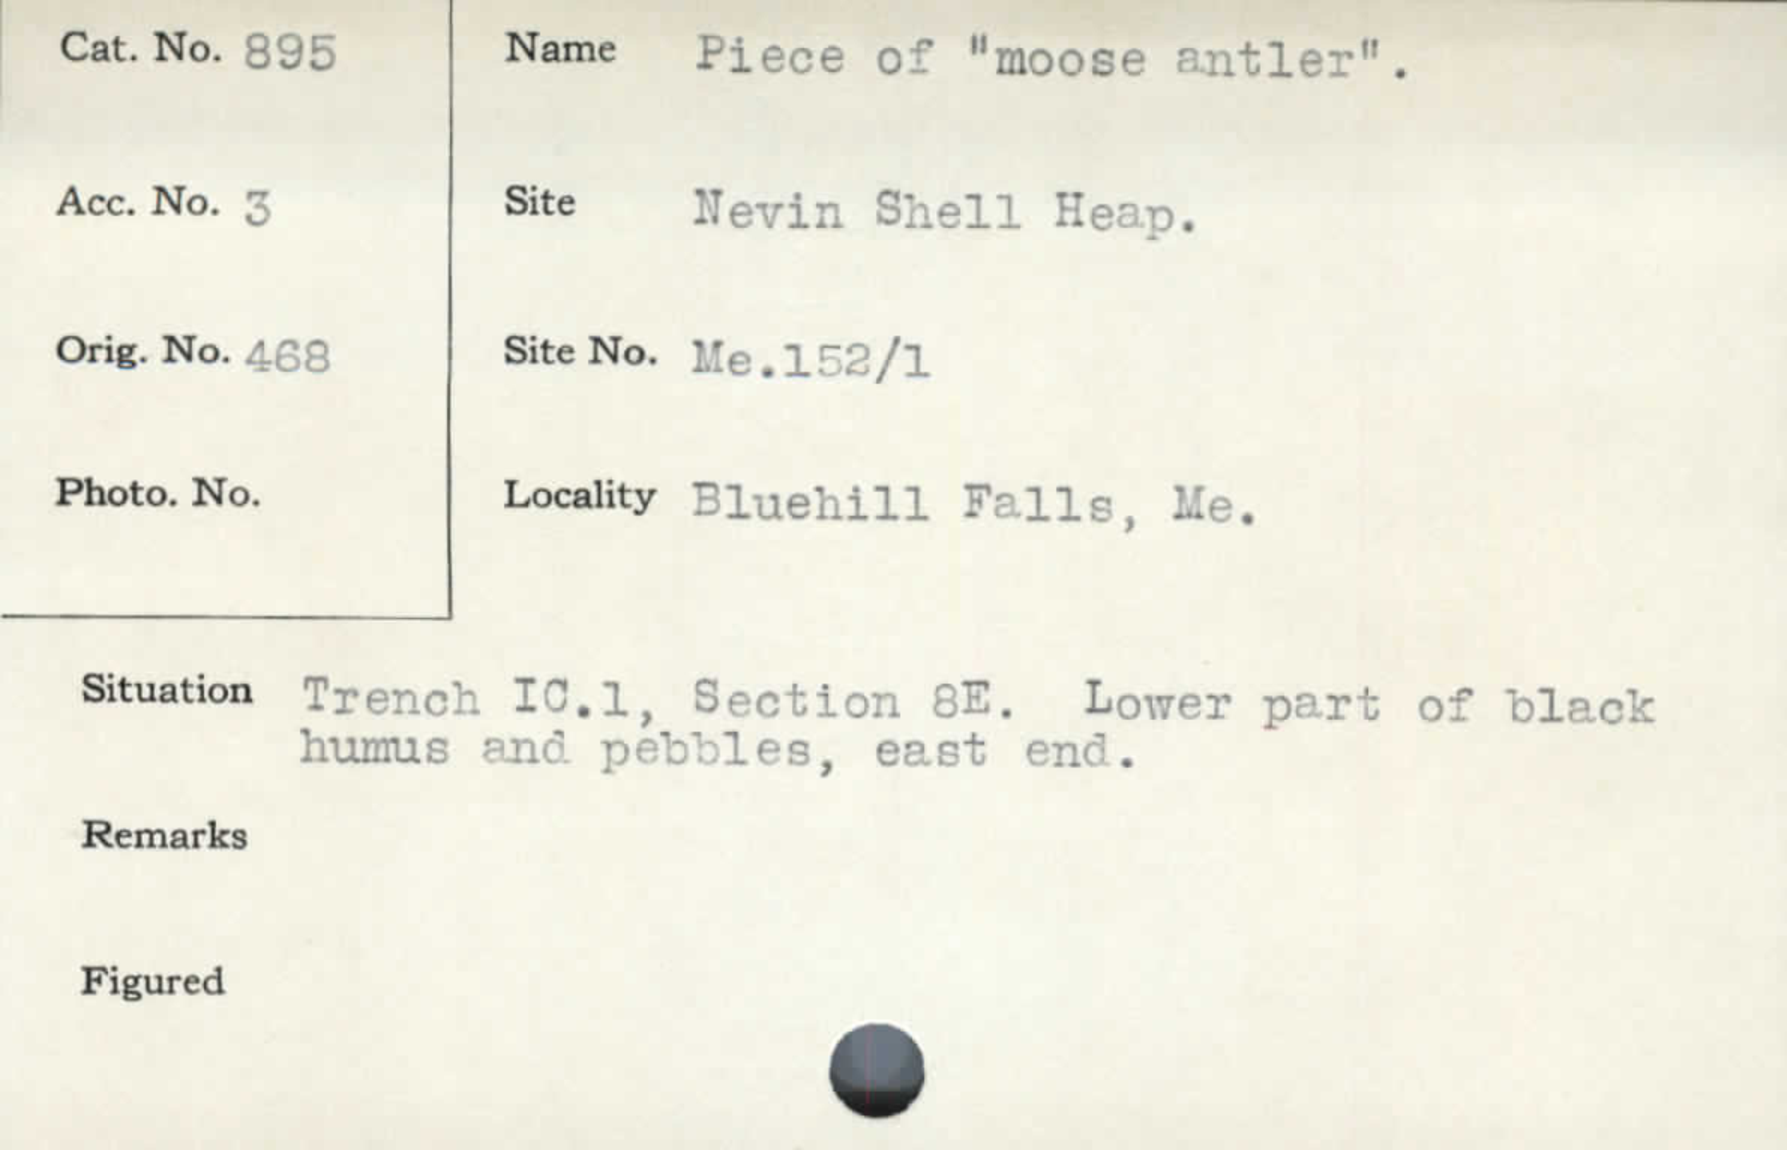 Cat. No. 895
Name Piece of "moose antler".
Acc. No. 3
Site Nevin Shell Heap.
Orig. No. 468
Site No. Me.152/1
Photo. No.
Locality Bluehill Falls, Me.
Situation Trench IC.1, Section 8E. Lower part of black
humus and pebbles, east end.
Remarks
Figured